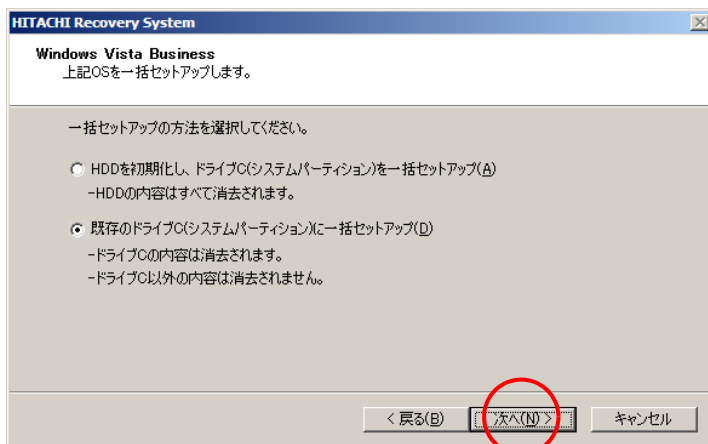 HITACHI Recovery System
Windows Vista Business
上記OSを一括セットアップします。
一括セットアップの方法を選択してください。
HDDを初期化し、ドライブC(システムパーティション)を一括セットアップ(A)
-HDDの内容はすべて消去されます。
既存のドライブC(システムパーティション)に一括セットアップ(D)
-ドライブCの内容は消去されます。
-ドライブC以外の内容は消去されません。
< 戻る(B) 次へ(N) > キャンセル